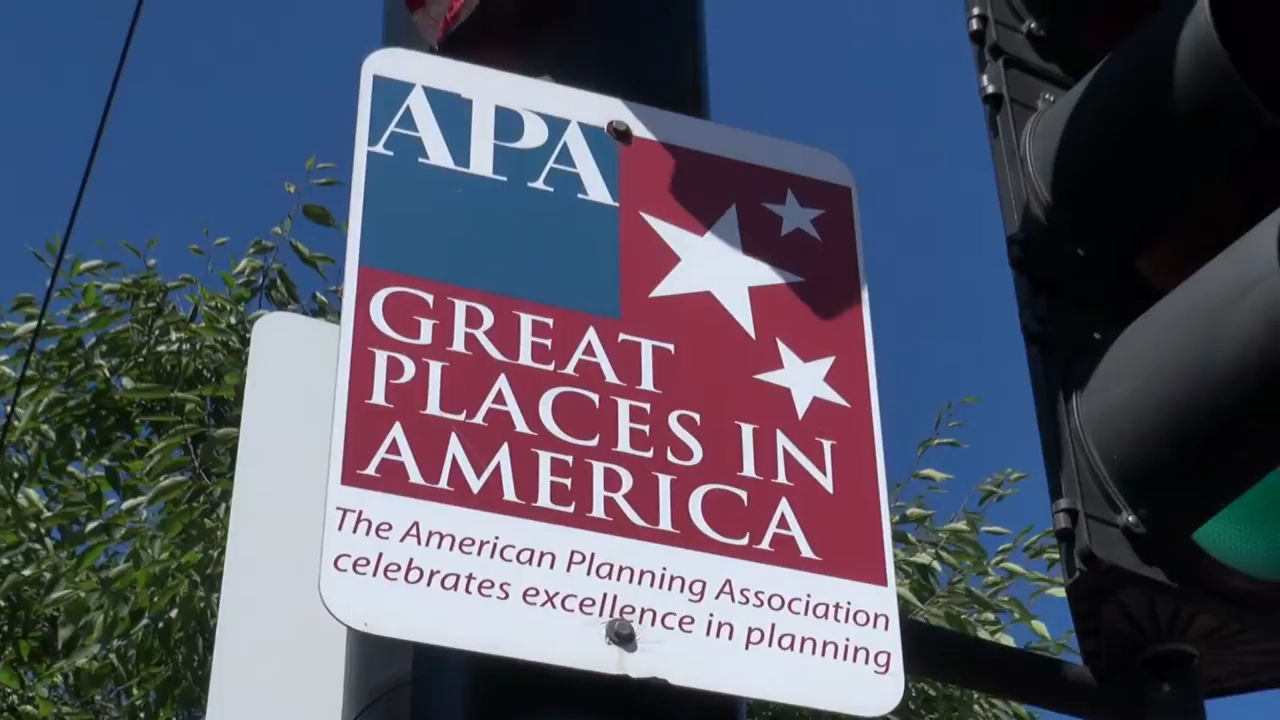 APA
GREAT
PLACES IN
AMERICA
The American Planning Association
celebrates excellence in planning